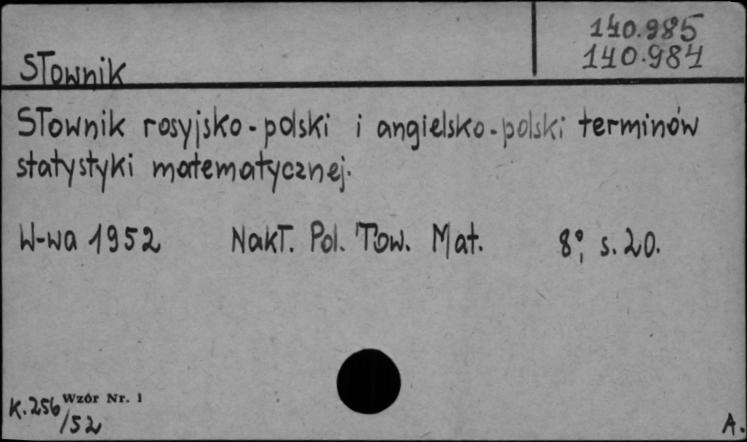 140.985
140.984
Słownik
Słownik rosyjsko-polski i angielsko-polski terminów
statystyki matematycznej.
W-wa 1952 Nakł. Pol. Tow. Mat. 8°, s. 20.
K. 256/52 Wzór Nr. 1
A.